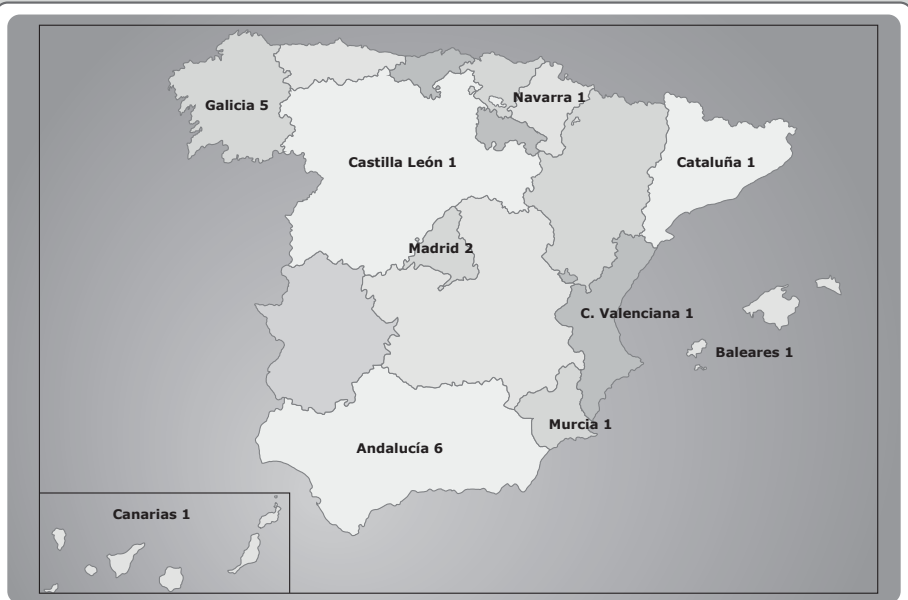 Galicia 5
Navarra 1
Castilla León 1
Cataluña 1
Madrid 2
C. Valenciana 1
Baleares 1
Murcia 1
Andalucía 6
Canarias 1